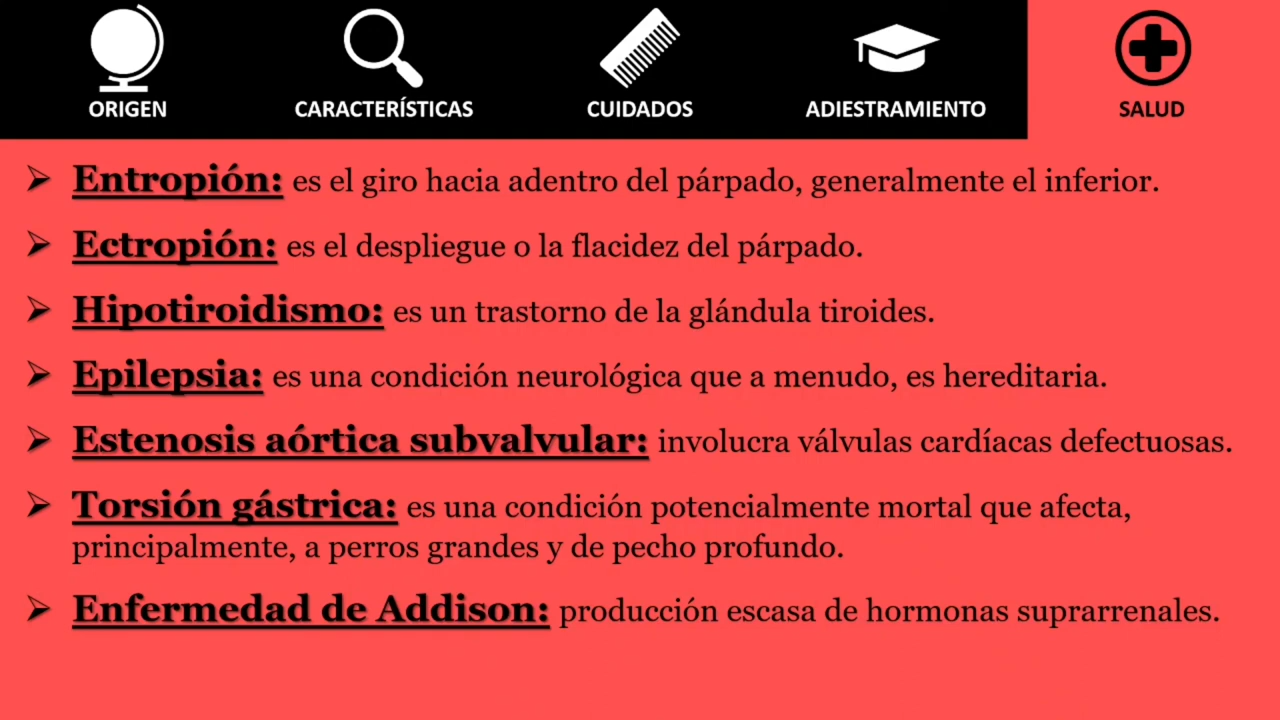 ORIGEN
CARACTERÍSTICAS
CUIDADOS
ADIESTRAMIENTO
SALUD
Entropión: es el giro hacia adentro del párpado, generalmente el inferior.
Ectropión: es el despliegue o la flacidez del párpado.
Hipotiroidismo: es un trastorno de la glándula tiroides.
Epilepsia: es una condición neurológica que a menudo, es hereditaria.
Estenosis aórtica subvalvular: involucra válvulas cardíacas defectuosas.
Torsión gástrica: es una condición potencialmente mortal que afecta,
principalmente, a perros grandes y de pecho profundo.
Enfermedad de Addison: producción escasa de hormonas suprarrenales.